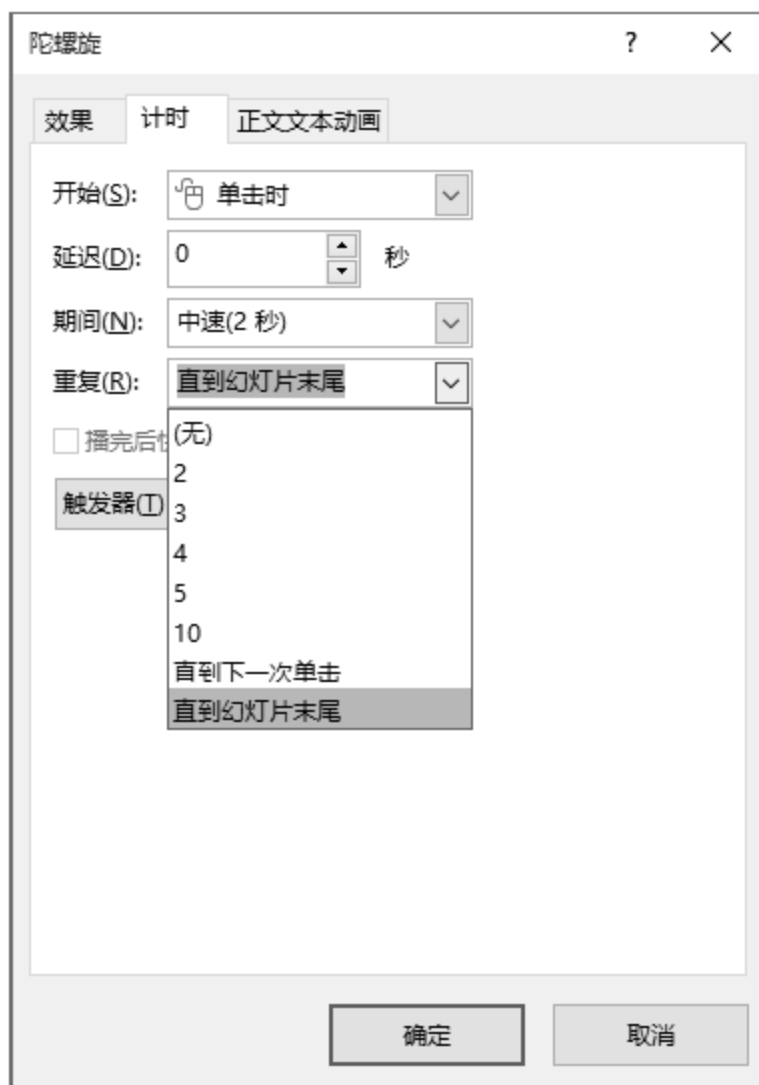 陀螺旋 ?
效果 计时 正文文本动画
开始(S): 单击时
延迟(D): 0 秒
期间(N): 中速(2 秒)
重复(R): 直到幻灯片末尾
(无)
播完后
2
触发器(T)
3
4
5
10
直到下一次单击
直到幻灯片末尾
确定 取消